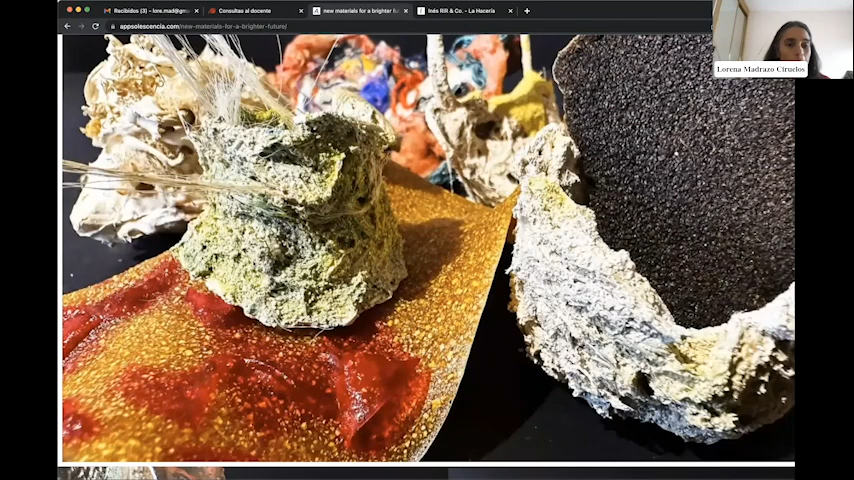 Recibidos (3) - lore.mad@gm
Consultas al docente
new materials for a brighter fu
Inés RIR & Co. - La Hacería
appsolescencia.com/new-materials-for-a-brighter-future/
Lorena Madrazo Ciruelos